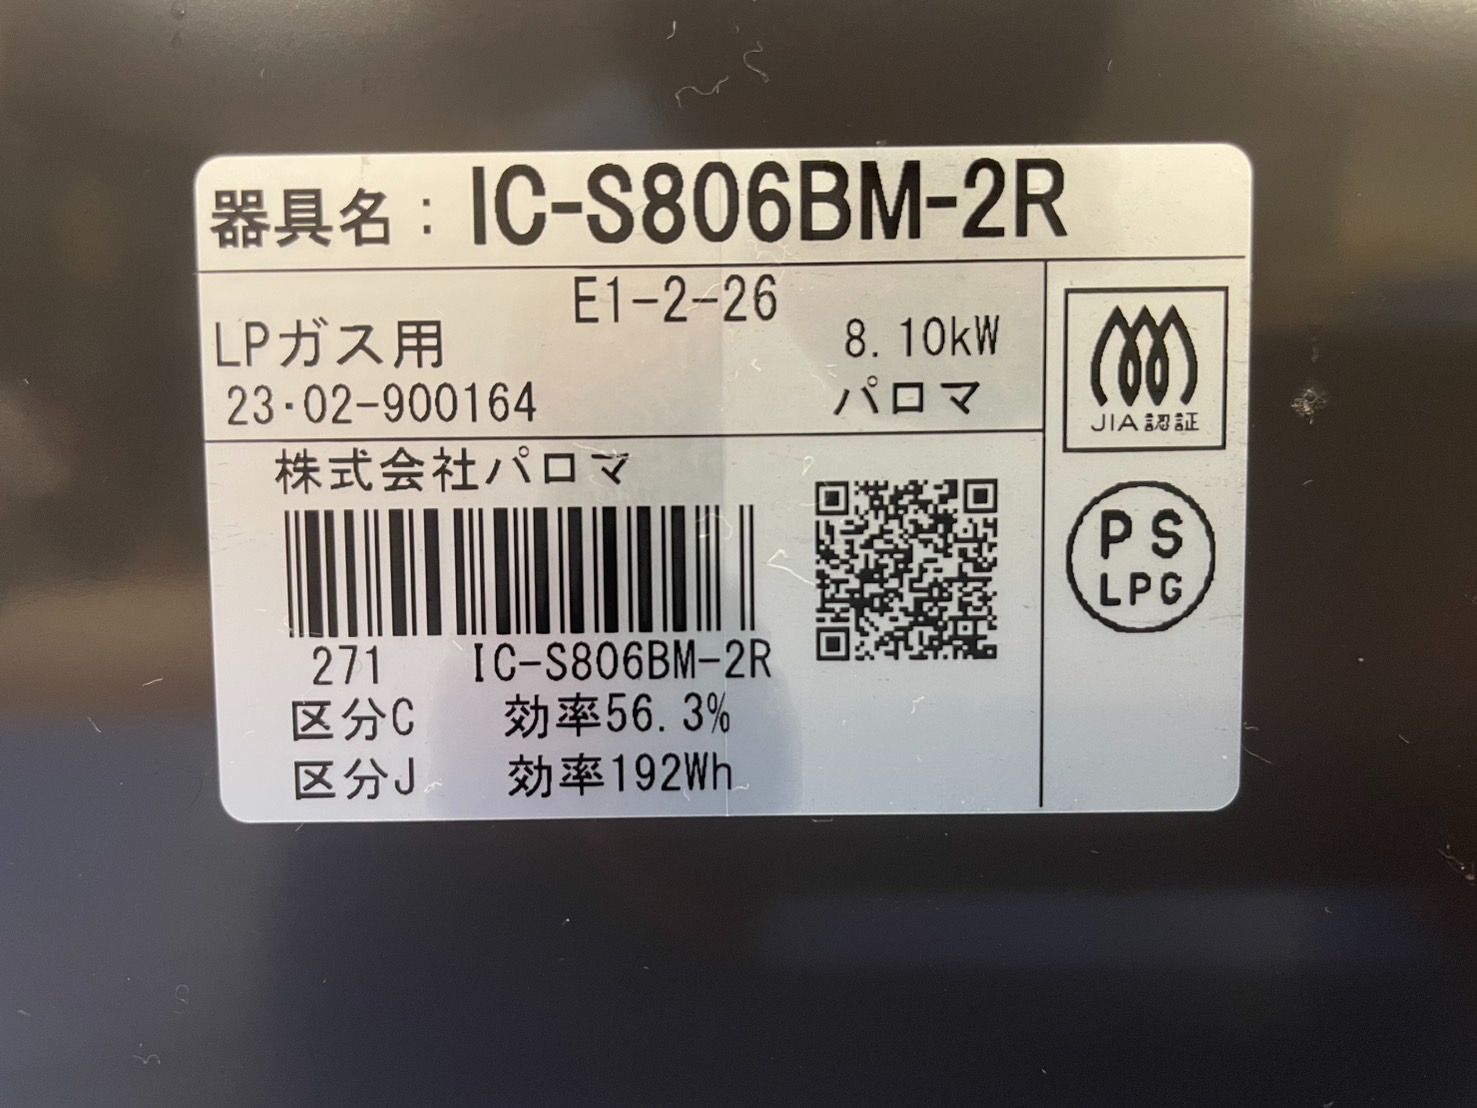 器具名：IC-S806BM-2R
E1-2-26
LPガス用
8.10kW
23・02-900164
パロマ
JIA認証
株式会社パロマ
271 IC-S806BM-2R
PS
LPG
区分C 効率56.3%
区分J 効率192Wh